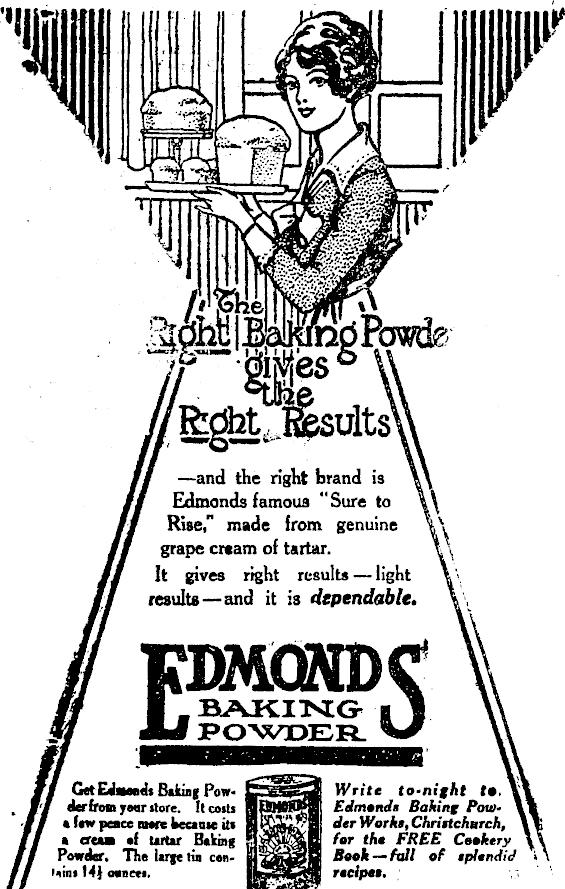 The
Right Baking Powde
gives
the
Right Results
—and the right brand is
Edmonds famous "Sure to
Rise," made from genuine
grape cream of tartar.
It gives right results — light
results — and it is dependable.
EDMONDS
BAKING
POWDER
Get Edmonds Baking Pow-
der from your store. It costs
a few pence more because its
a cream of tartar Baking
Powder. The large tin con-
tains 14½ ounces.
EDMONDS
Write to-night to.
Edmonds Baking Pow-
der Works, Christchurch,
for the FREE Cookery
Book — full of splendid
recipes.